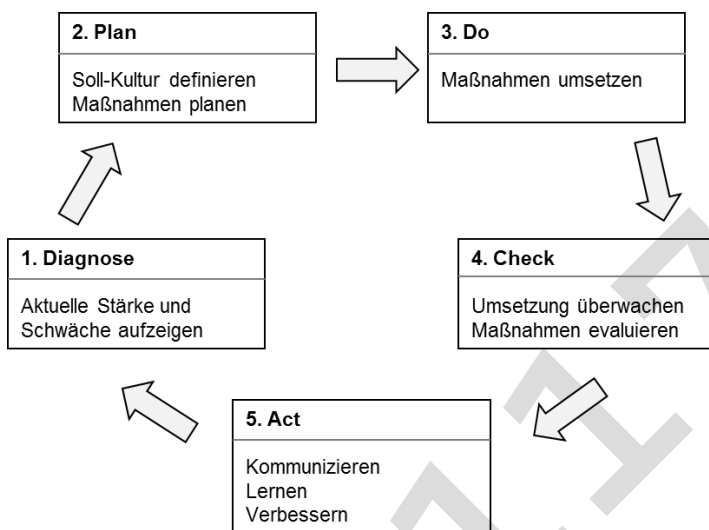 2. Plan
Soll-Kultur definieren
Maßnahmen planen
3. Do
Maßnahmen umsetzen
1. Diagnose
Aktuelle Stärke und
Schwäche aufzeigen
4. Check
Umsetzung überwachen
Maßnahmen evaluieren
5. Act
Kommunizieren
Lernen
Verbessern